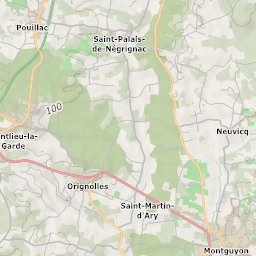 Pouillac
Saint-Palais-
de-Négrignac
100
ntlieu-la-
Garde
Neuvicq
Orignolles
Saint-Martin-
d'Ary
Montguyon